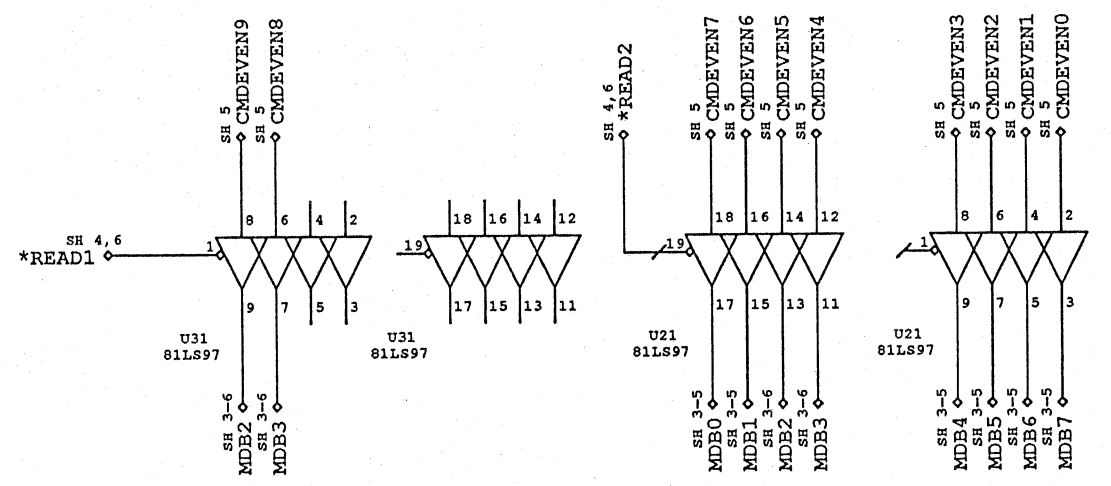 SH 5
CMDEVEN9
SH 5
CMDEVEN8
SH 4,6
*READ2
SH 5
CMDEVEN7
SH 5
CMDEVEN6
SH 5
CMDEVEN5
SH 5
CMDEVEN4
SH 5
CMDEVEN3
SH 5
CMDEVEN2
SH 5
CMDEVEN1
SH 5
CMDEVEN0
8 6 4 2
18 16 14 12
18 16 14 12
8 6 4 2
SH 4,6
*READ1
1
19
19
1
9 7 5 3
17 15 13 11
17 15 13 11
9 7 5 3
U31
81LS97
U31
81LS97
U21
81LS97
U21
81LS97
SH 3-6
MDB2
SH 3-6
MDB3
SH 3-5
MDB0
SH 3-5
MDB1
SH 3-6
MDB2
SH 3-6
MDB3
SH 3-5
MDB4
SH 3-5
MDB5
SH 3-5
MDB6
SH 3-5
MDB7